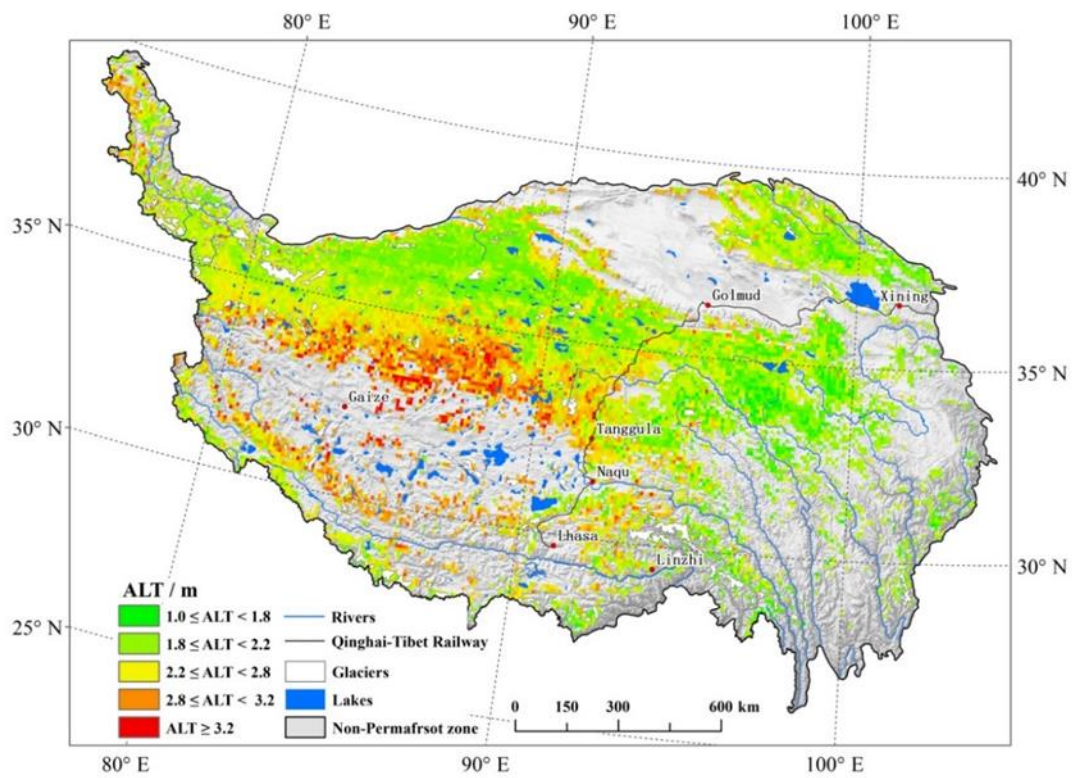 80° E 90° E 100° E
40° N
35° N
Golmud
Xining
35° N
Gaize
30° N
Tanggula
Naqu
Lhasa
Linzhi
30° N
ALT / m
1.0 ≤ ALT < 1.8 Rivers
1.8 ≤ ALT < 2.2 Qinghai-Tibet Railway
25° N
2.2 ≤ ALT < 2.8 Glaciers
2.8 ≤ ALT < 3.2 Lakes
0 150 300 600 km
ALT ≥ 3.2 Non-Permafrsot zone
80° E 90° E 100° E